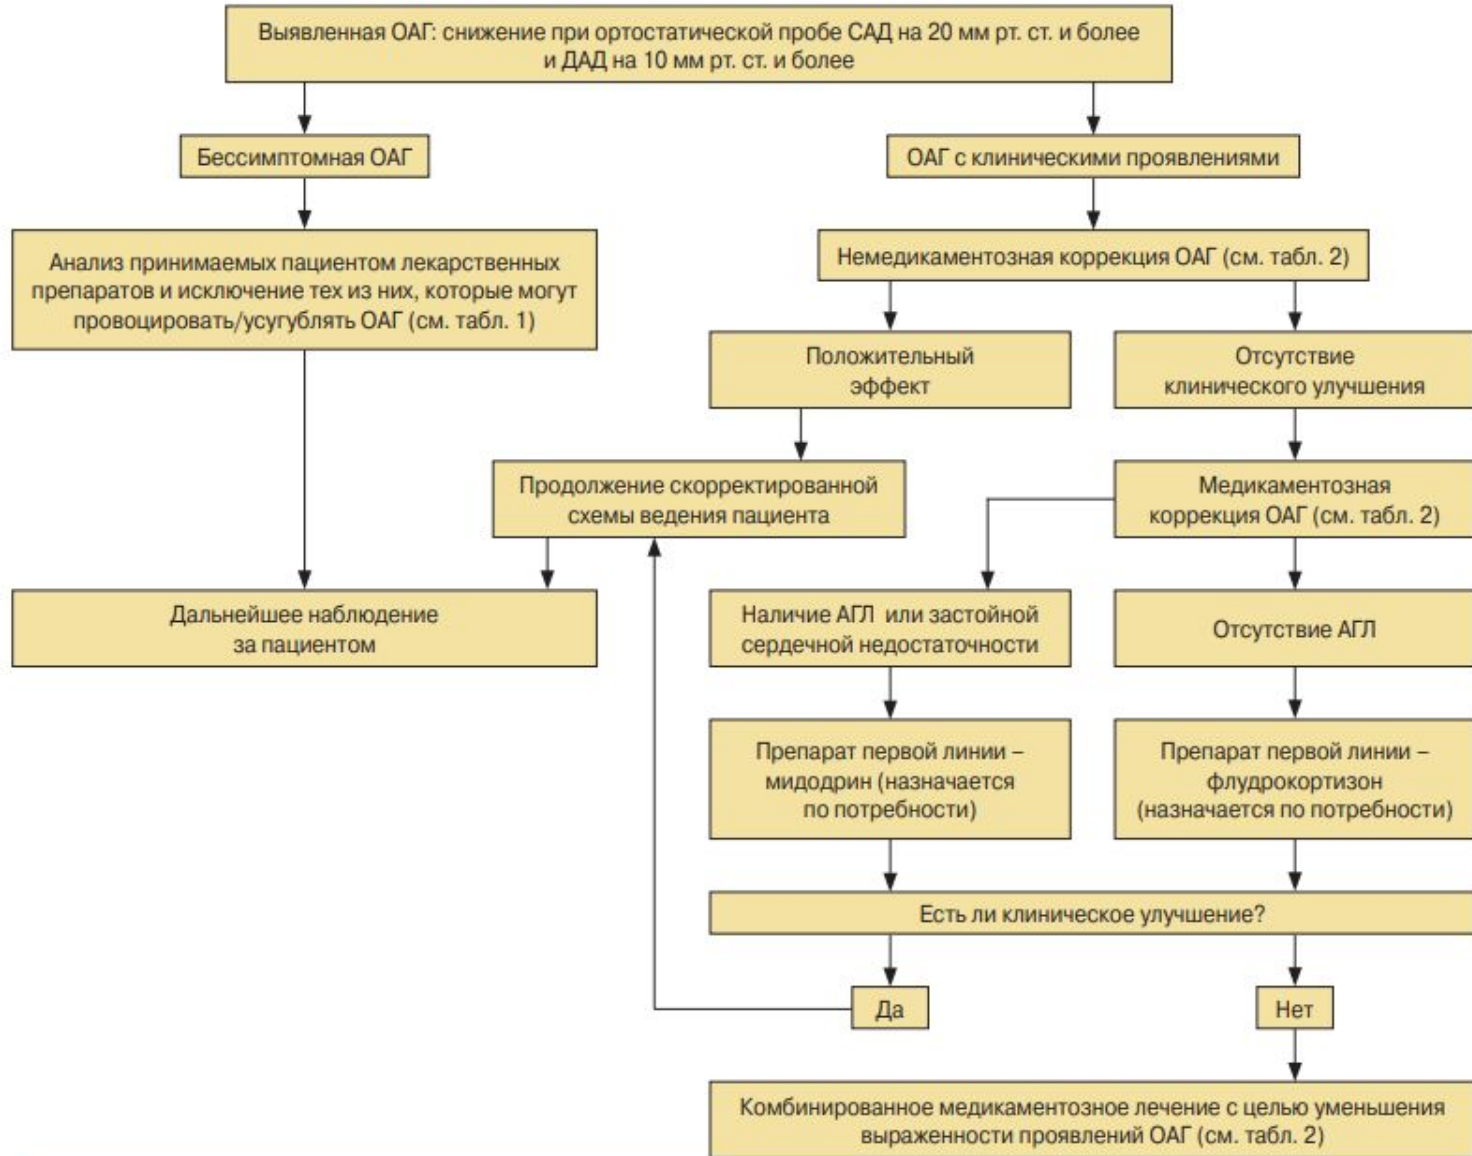 Выявленная ОАГ: снижение при ортостатической пробе САД на 20 мм рт. ст. и более
и ДАД на 10 мм рт. ст. и более
Бессимптомная ОАГ
ОАГ с клиническими проявлениями
Анализ принимаемых пациентом лекарственных
препаратов и исключение тех из них, которые могут
провоцировать/усугублять ОАГ (см. табл. 1)
Немедикаментозная коррекция ОАГ (см. табл. 2)
Положительный
эффект
Отсутствие
клинического улучшения
Продолжение скорректированной
схемы ведения пациента
Медикаментозная
коррекция ОАГ (см. табл. 2)
Дальнейшее наблюдение
за пациентом
Наличие АГЛ или застойной
сердечной недостаточности
Отсутствие АГЛ
Препарат первой линии –
мидодрин (назначается
по потребности)
Препарат первой линии –
флудрокортизон
(назначается по потребности)
Есть ли клиническое улучшение?
Да
Нет
Комбинированное медикаментозное лечение с целью уменьшения
выраженности проявлений ОАГ (см. табл. 2)